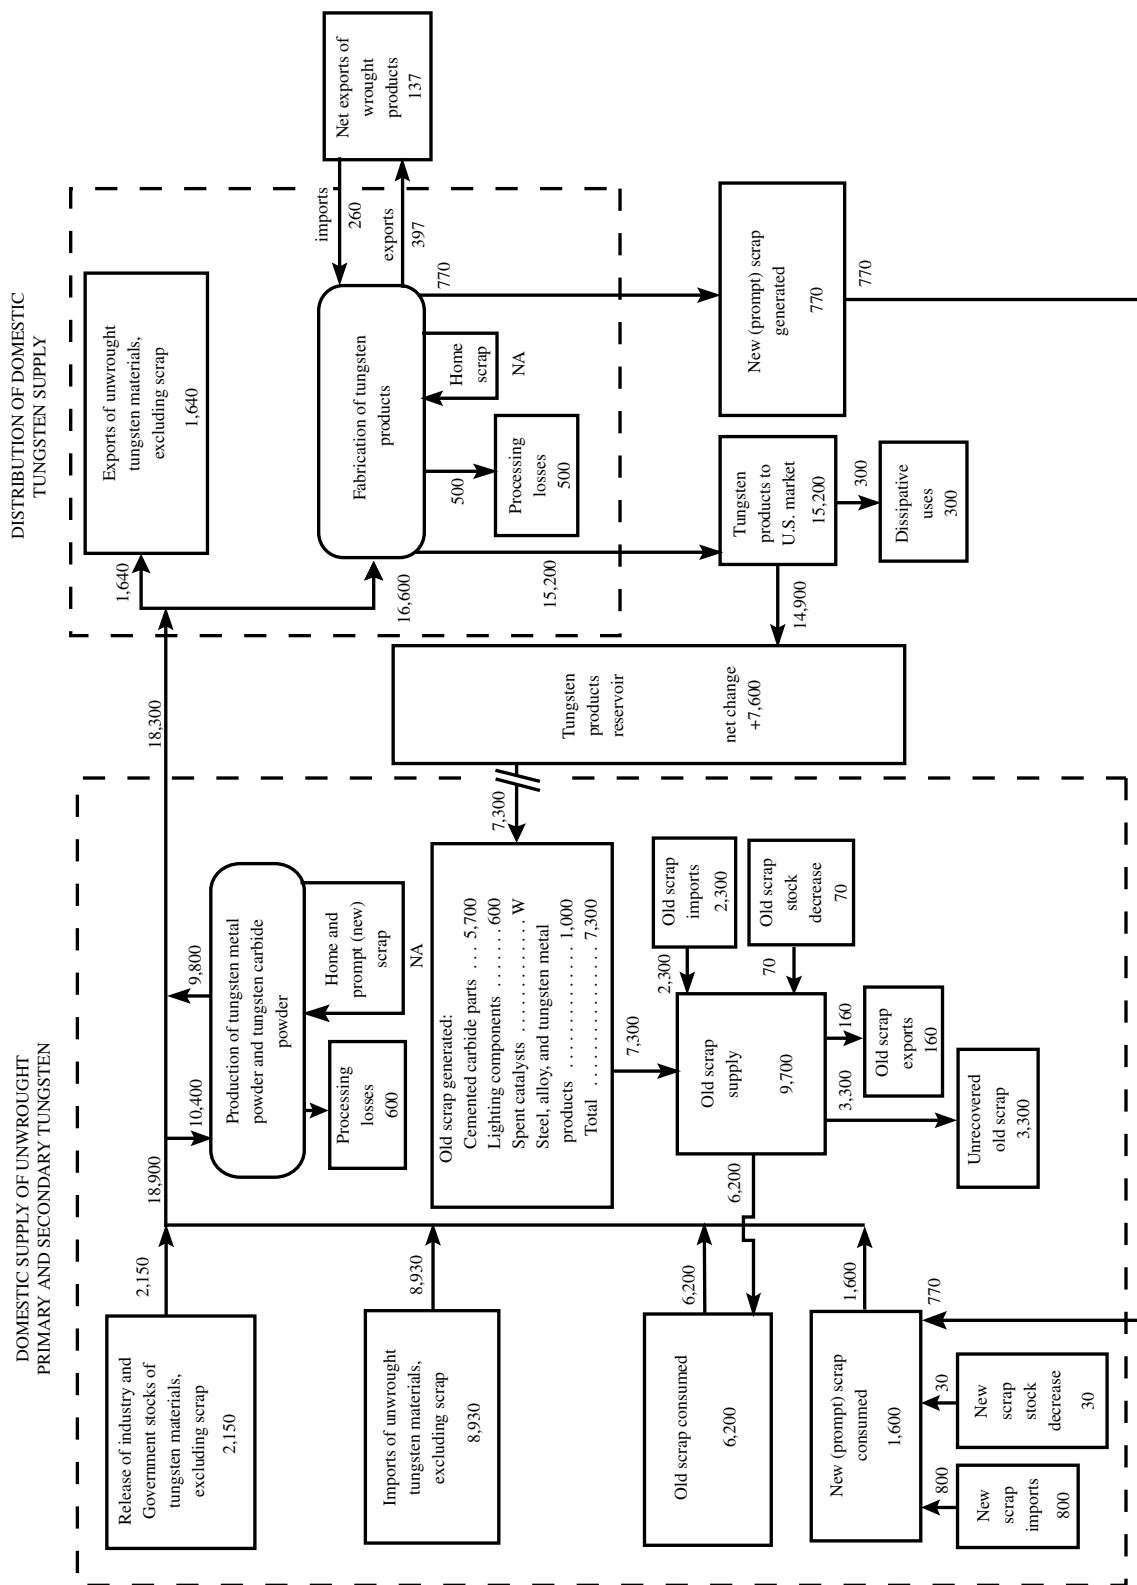 DOMESTIC SUPPLY OF UNWROUGHT
PRIMARY AND SECONDARY TUNGSTEN
DISTRIBUTION OF DOMESTIC
TUNGSTEN SUPPLY
Release of industry and
Government stocks of
tungsten materials,
excluding scrap
2,150
2,150
18,900
10,400
9,800
18,300
Production of tungsten metal
powder and tungsten carbide
powder
Processing
losses
600
Home and
prompt (new)
scrap
NA
Imports of unwrought
tungsten materials,
excluding scrap
8,930
8,930
Old scrap generated:
Cemented carbide parts . . . 5,700
Lighting components . . . . . . . 600
Spent catalysts . . . . . . . . . . . W
Steel, alloy, and tungsten metal
products . . . . . . . . . . . . 1,000
Total . . . . . . . . . . . . . . 7,300
7,300
7,300
Old scrap consumed
6,200
6,200
6,200
Old scrap
supply
9,700
2,300
Old scrap
imports
2,300
70
Old scrap
stock
decrease
70
160
Old scrap
exports
160
3,300
Unrecovered
old scrap
3,300
New (prompt) scrap
consumed
1,600
1,600
770
800
New
scrap
imports
800
30
New
scrap
stock
decrease
30
Tungsten
products
reservoir
net change
+7,600
1,640
Exports of unwrought
tungsten materials,
excluding scrap
1,640
16,600
Fabrication of tungsten
products
imports
260
exports
397
Net exports of
wrought
products
137
500
Processing
losses
500
Home
scrap
NA
770
15,200
14,900
Tungsten
products to
U.S. market
15,200
300
Dissipative
uses
300
New (prompt) scrap
generated
770
770